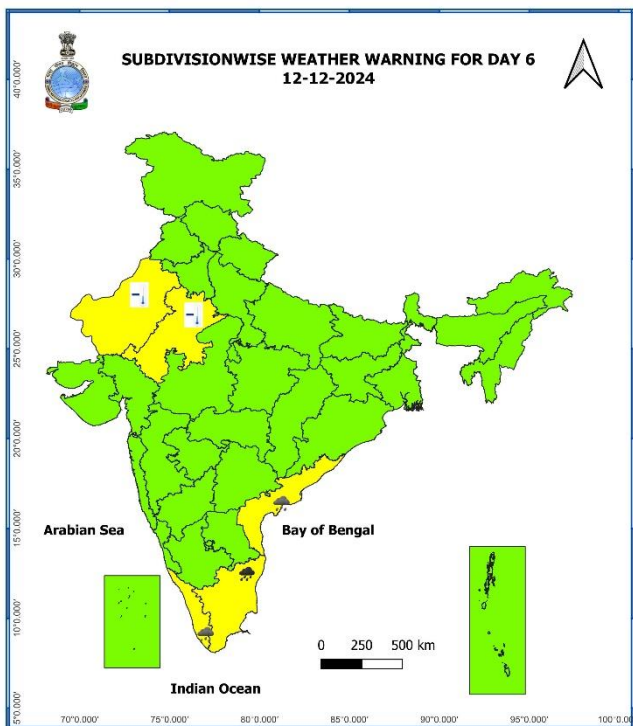 SUBDIVISIONWISE WEATHER WARNING FOR DAY 6
12-12-2024
40°0.000'
35°0.000'
30°0.000'
25°0.000'
20°0.000'
15°0.000'
10°0.000'
5°0.000'
Arabian Sea
Bay of Bengal
0 250 500 km
Indian Ocean
70°0.000' 75°0.000' 80°0.000' 85°0.000' 90°0.000' 95°0.000' 100°0.0